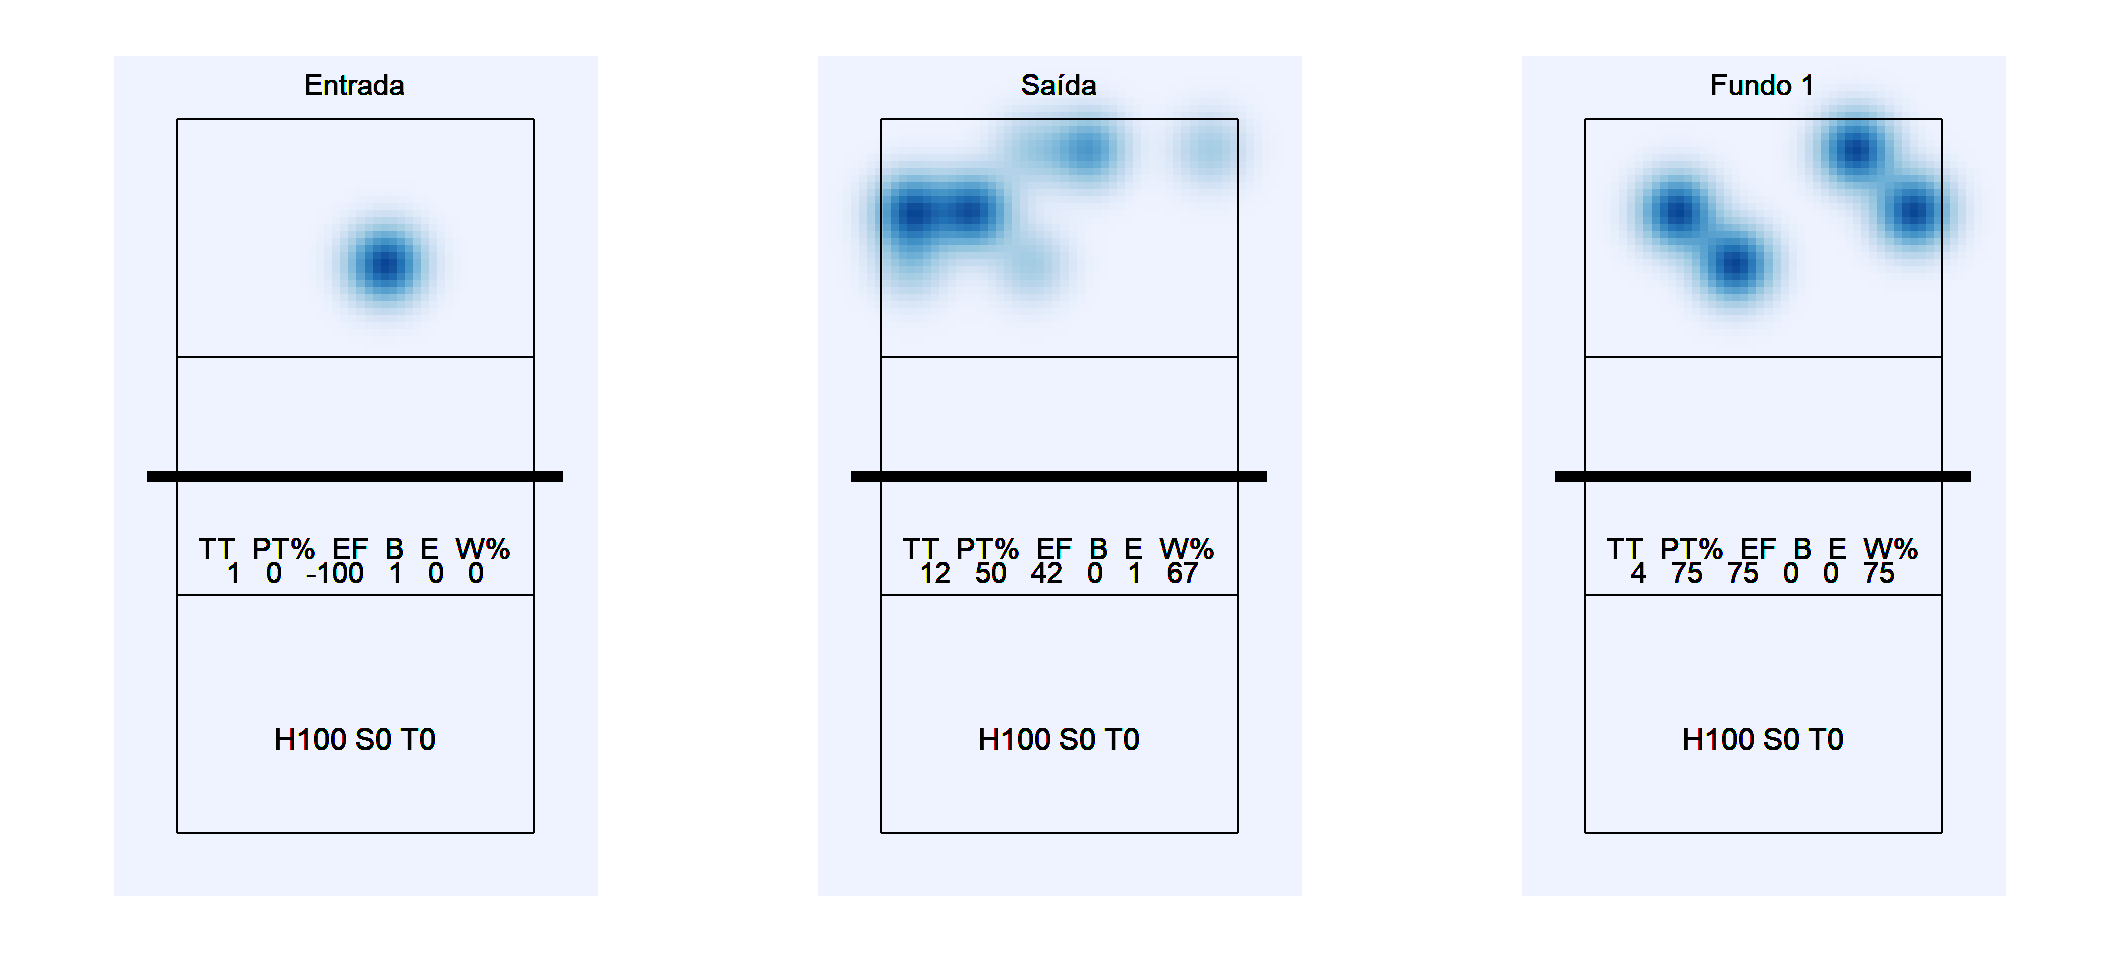 Entrada
TT PT% EF B E W%
1 0 -100 1 0 0
H100 S0 T0
Saída
TT PT% EF B E W%
12 50 42 0 1 67
H100 S0 T0
Fundo 1
TT PT% EF B E W%
4 75 75 0 0 75
H100 S0 T0